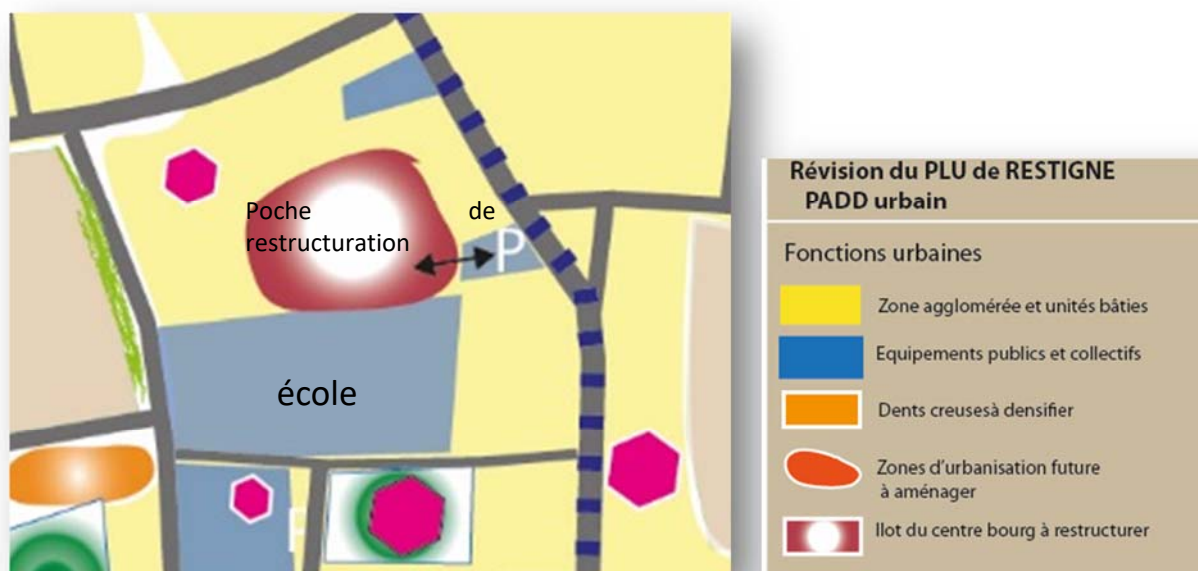 Poche de
restructuration
P
école
P
Révision du PLU de RESTIGNE
PADD urbain
Fonctions urbaines
Zone agglomérée et unités bâties
Equipements publics et collectifs
Dents creusesà densifier
Zones d'urbanisation future
à aménager
Ilot du centre bourg à restructurer